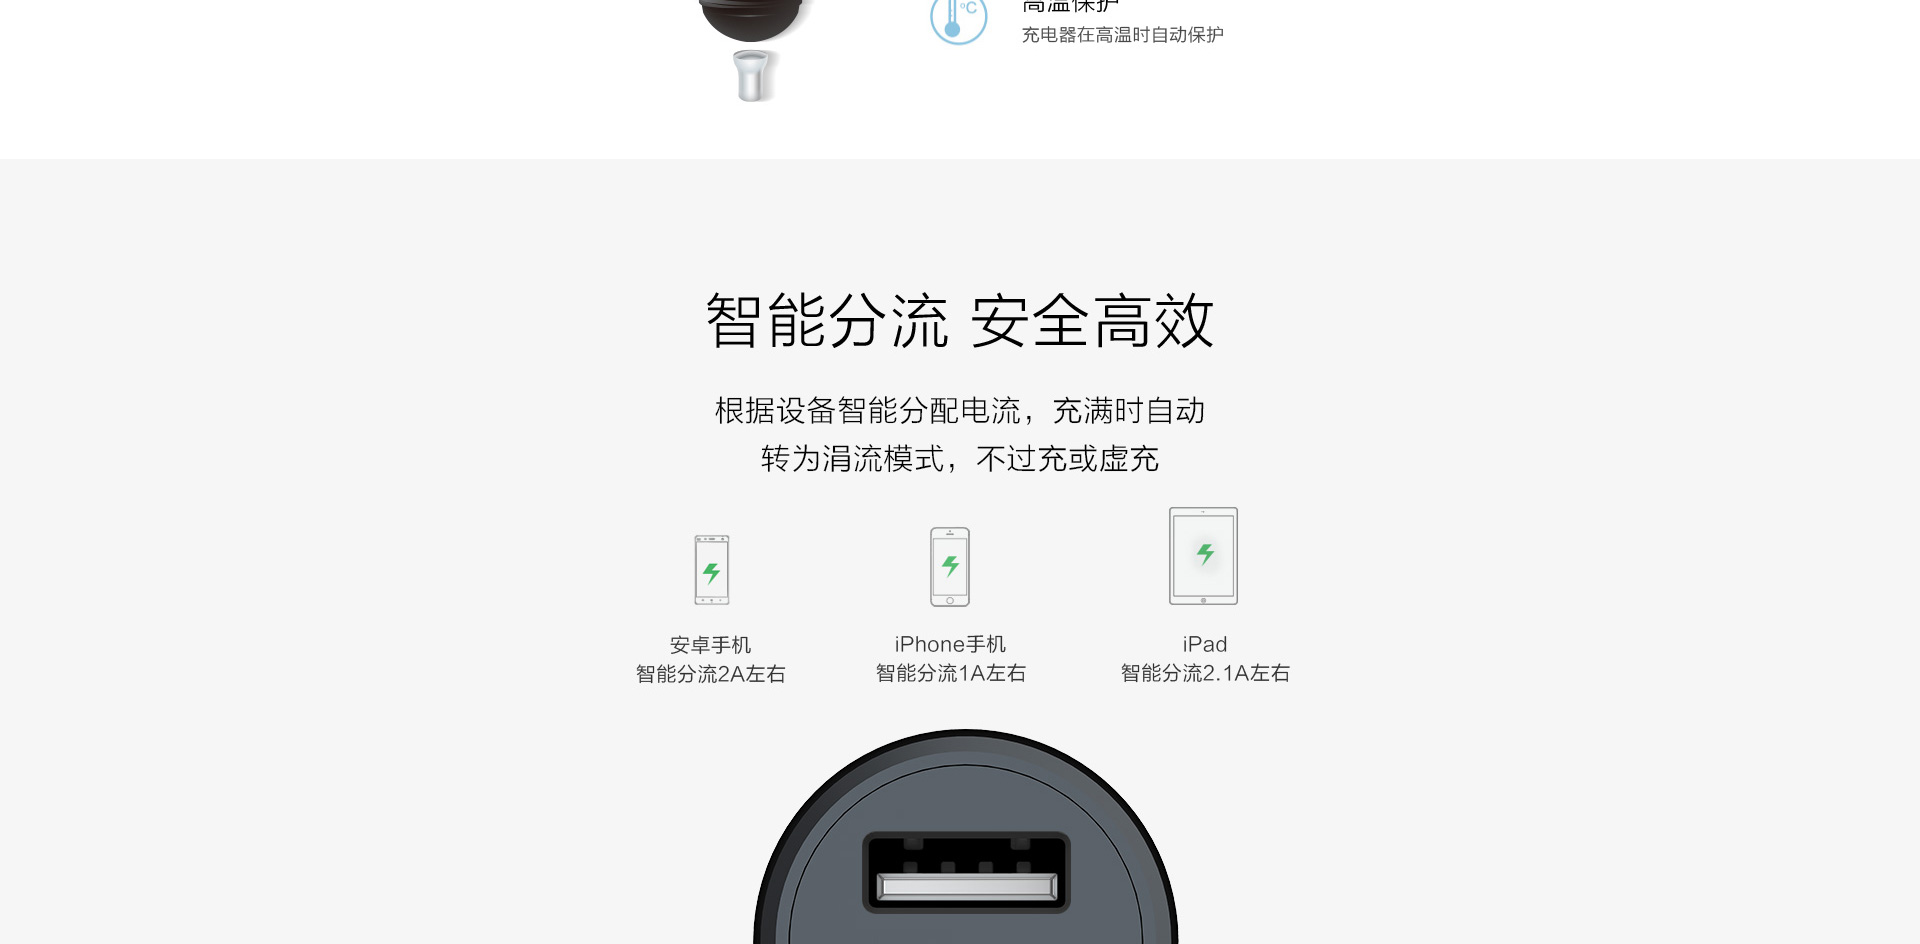 高温保护
°C
充电器在高温时自动保护
智能分流 安全高效
根据设备智能分配电流，充满时自动
转为涓流模式，不过充或虚充
安卓手机
智能分流2A左右
iPhone手机
智能分流1A左右
iPad
智能分流2.1A左右